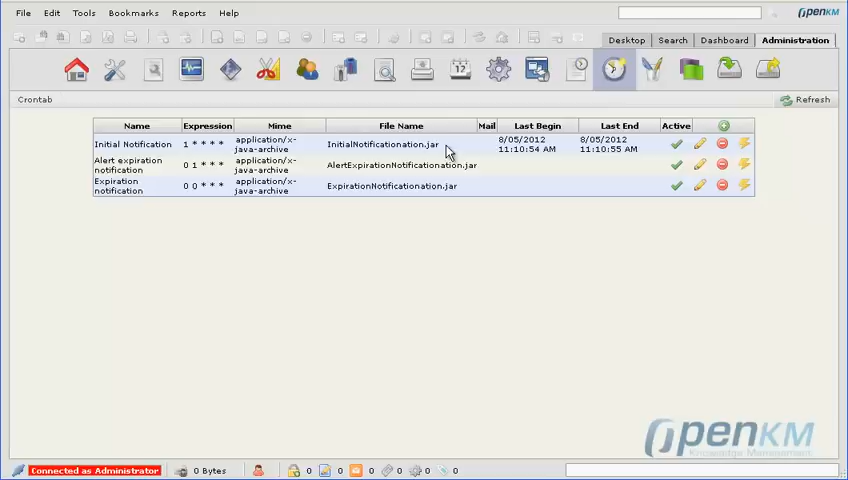 File Edit Tools Bookmarks Reports Help
OpenKM
Desktop Search Dashboard Administration
12
Crontab Refresh
Name Expression Mime File Name Mail Last Begin Last End Active
Initial Notification 1 * * * * application/x-java-archive InitialNotificationation.jar 8/05/2012 11:10:54 AM 8/05/2012 11:10:55 AM
Alert expiration notification 0 1 * * * application/x-java-archive AlertExpirationNotificationation.jar
Expiration notification 0 0 * * * application/x-java-archive ExpirationNotificationation.jar
OpenKM
Knowledge Management
Connected as Administrator 0 Bytes 0 0 0 0 0 0